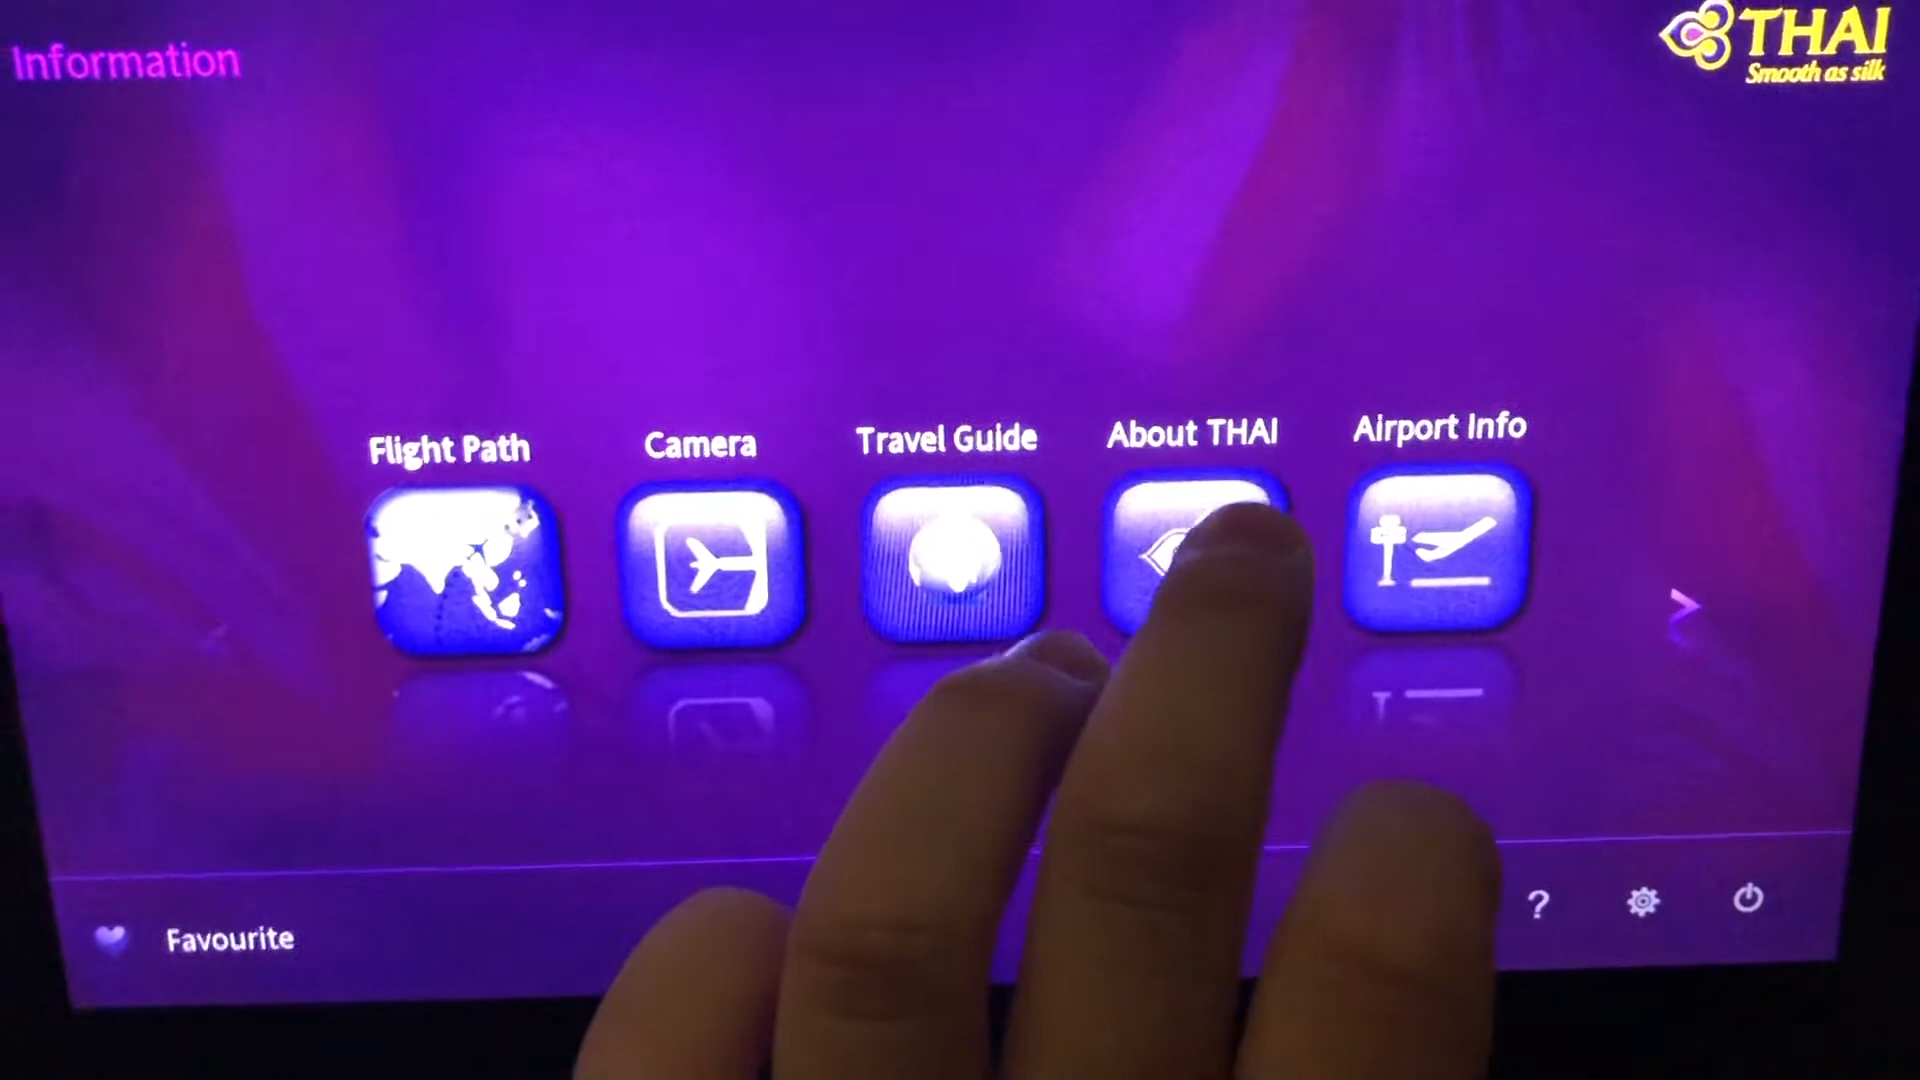 Information
THAI
Smooth as silk
Flight Path
Camera
Travel Guide
About THAI
Airport Info
>
Favourite
?